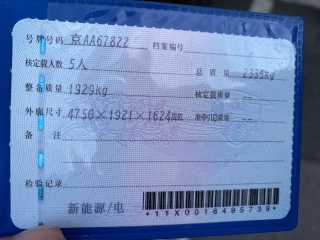 号牌号码 京AA67822 档案编号
核定载人数 5人 总质量 2335kg
整备质量 1929kg 核定载质量 --
外廓尺寸 4750×1921×1624mm 准牵引总质量 --
备注
检验记录
新能源/电
*11X0016495739*